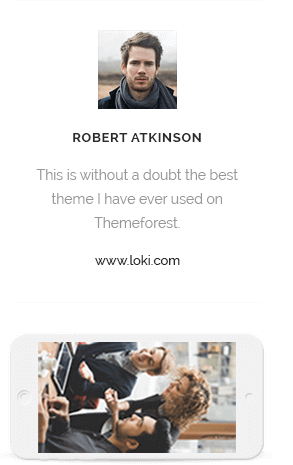 ROBERT ATKINSON
This is without a doubt the best
theme I have ever used on
Themeforest.
www.loki.com